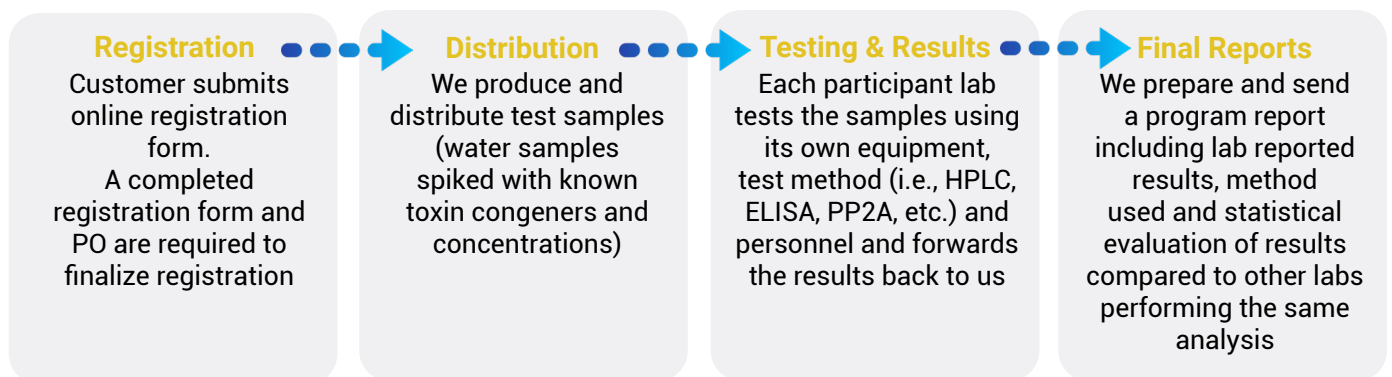 Registration
Customer submits
online registration
form.
A completed
registration form and
PO are required to
finalize registration
Distribution
We produce and
distribute test samples
(water samples
spiked with known
toxin congeners and
concentrations)
Testing & Results
Each participant lab
tests the samples using
its own equipment,
test method (i.e., HPLC,
ELISA, PP2A, etc.) and
personnel and forwards
the results back to us
Final Reports
We prepare and send
a program report
including lab reported
results, method
used and statistical
evaluation of results
compared to other labs
performing the same
analysis